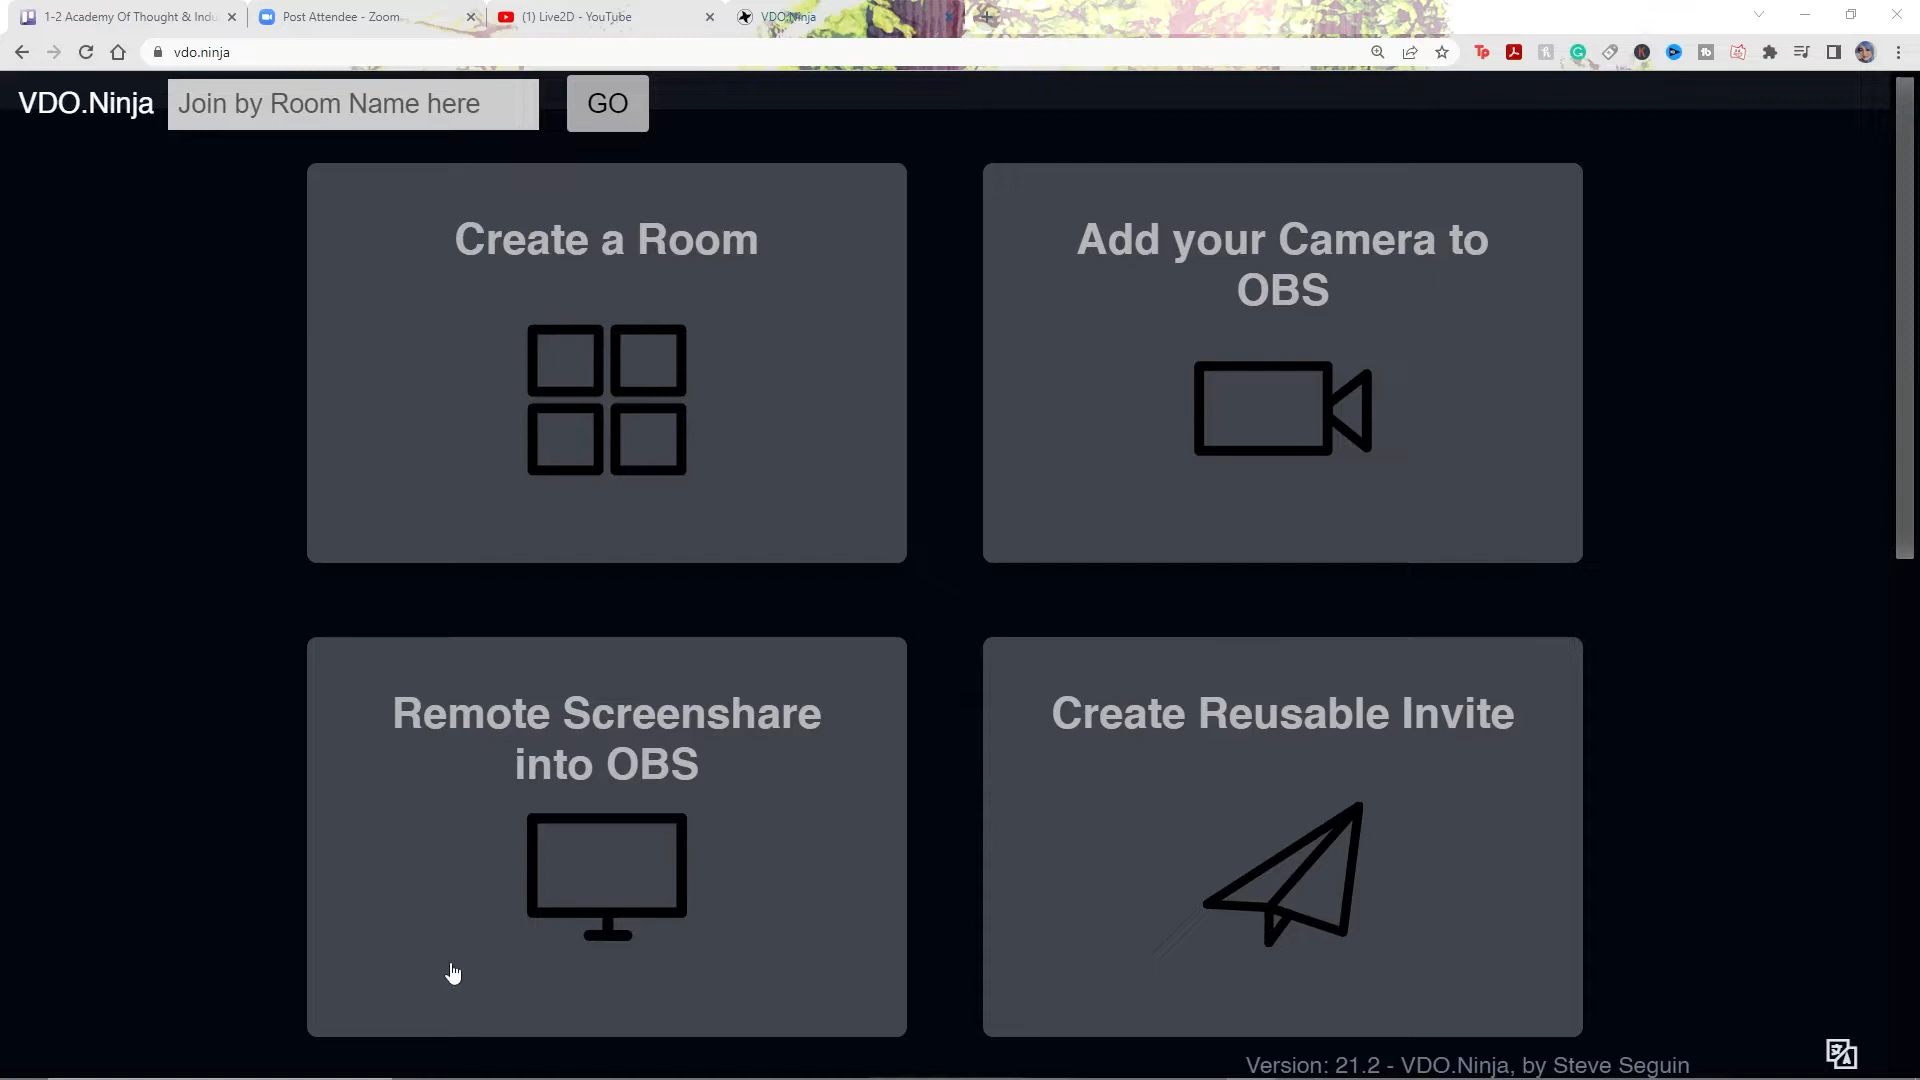 1-2 Academy Of Thought & Indu
Post Attendee - Zoom
(1) Live2D - YouTube
VDO.Ninja
vdo.ninja
VDO.Ninja
Join by Room Name here
GO
Create a Room
Add your Camera to
OBS
Remote Screenshare
into OBS
Create Reusable Invite
Version: 21.2 - VDO.Ninja, by Steve Seguin